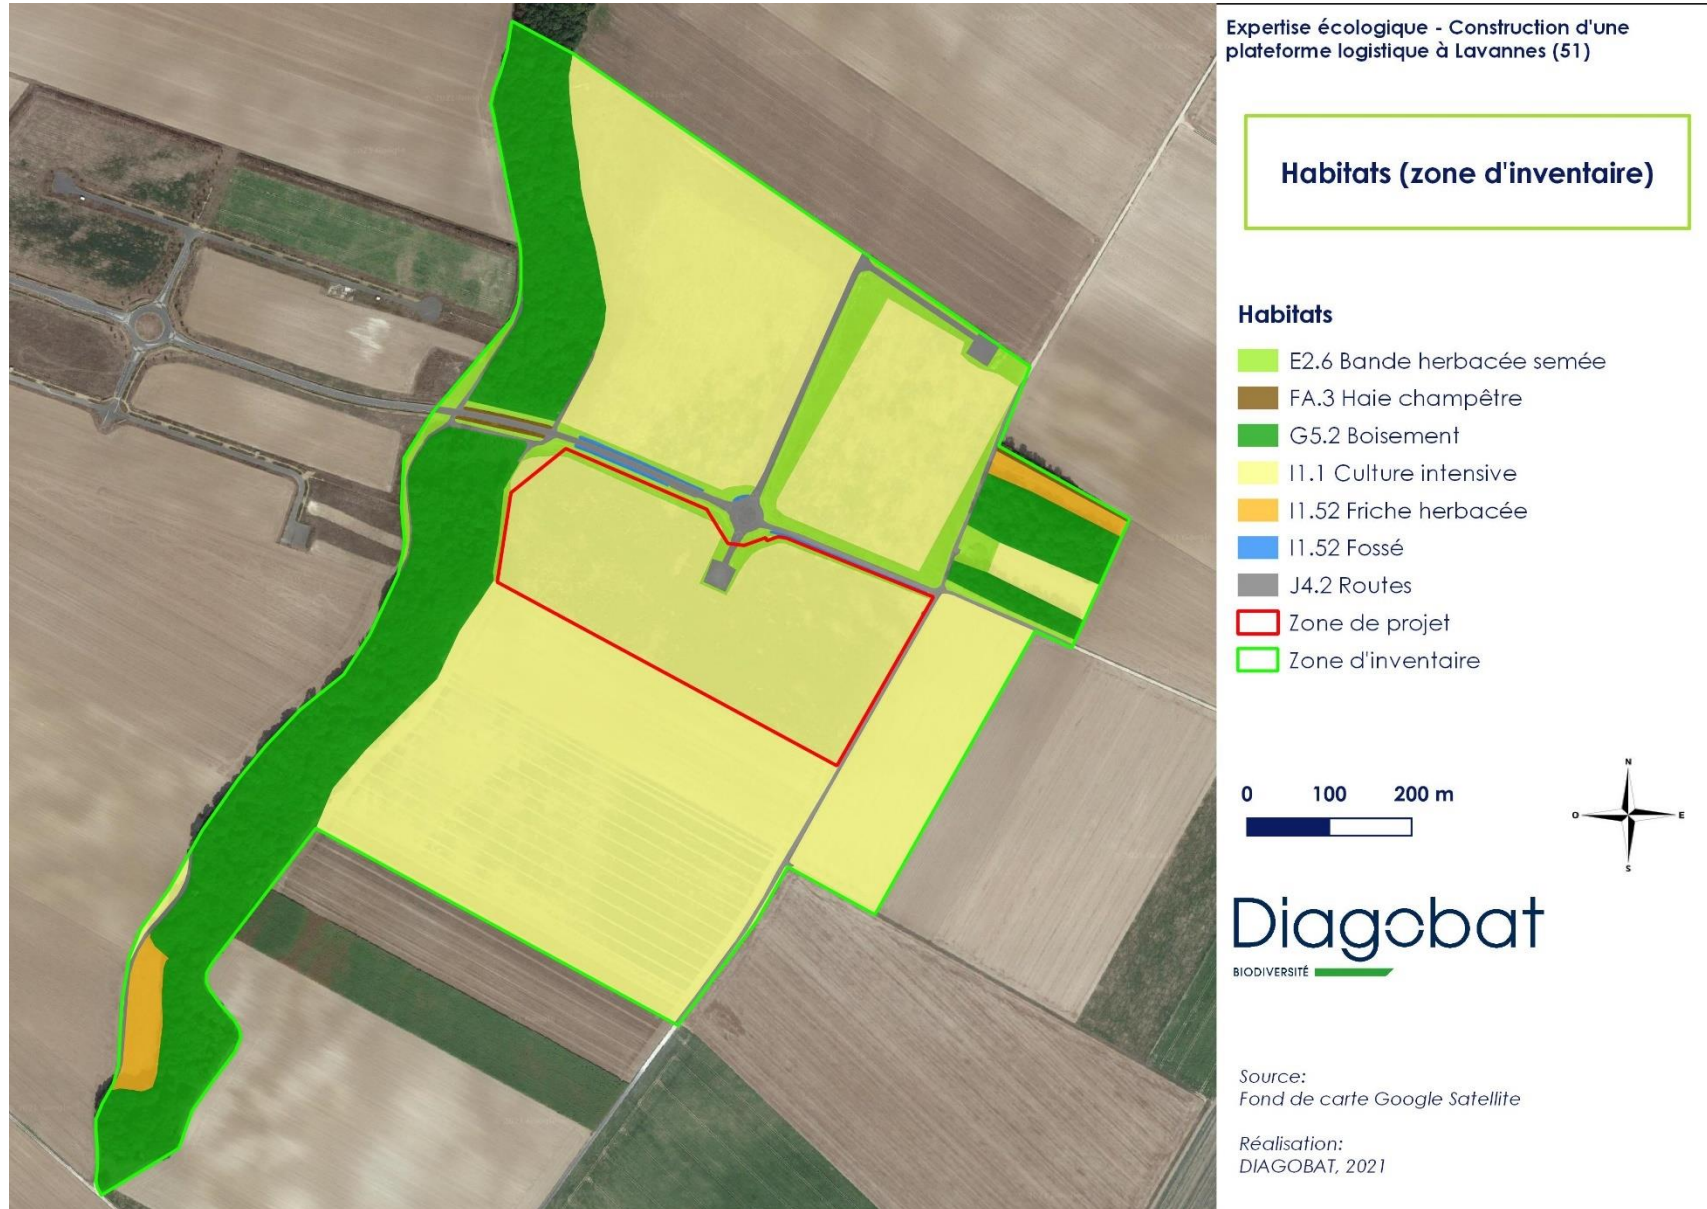 Expertise écologique - Construction d'une
plateforme logistique à Lavannes (51)
Habitats (zone d'inventaire)
Habitats
E2.6 Bande herbacée semée
FA.3 Haie champêtre
G5.2 Boisement
I1.1 Culture intensive
I1.52 Friche herbacée
I1.52 Fossé
J4.2 Routes
Zone de projet
Zone d'inventaire
0 100 200 m
N
O E
S
Diagobat
BIODIVERSITÉ
Source:
Fond de carte Google Satellite
Réalisation:
DIAGOBAT, 2021